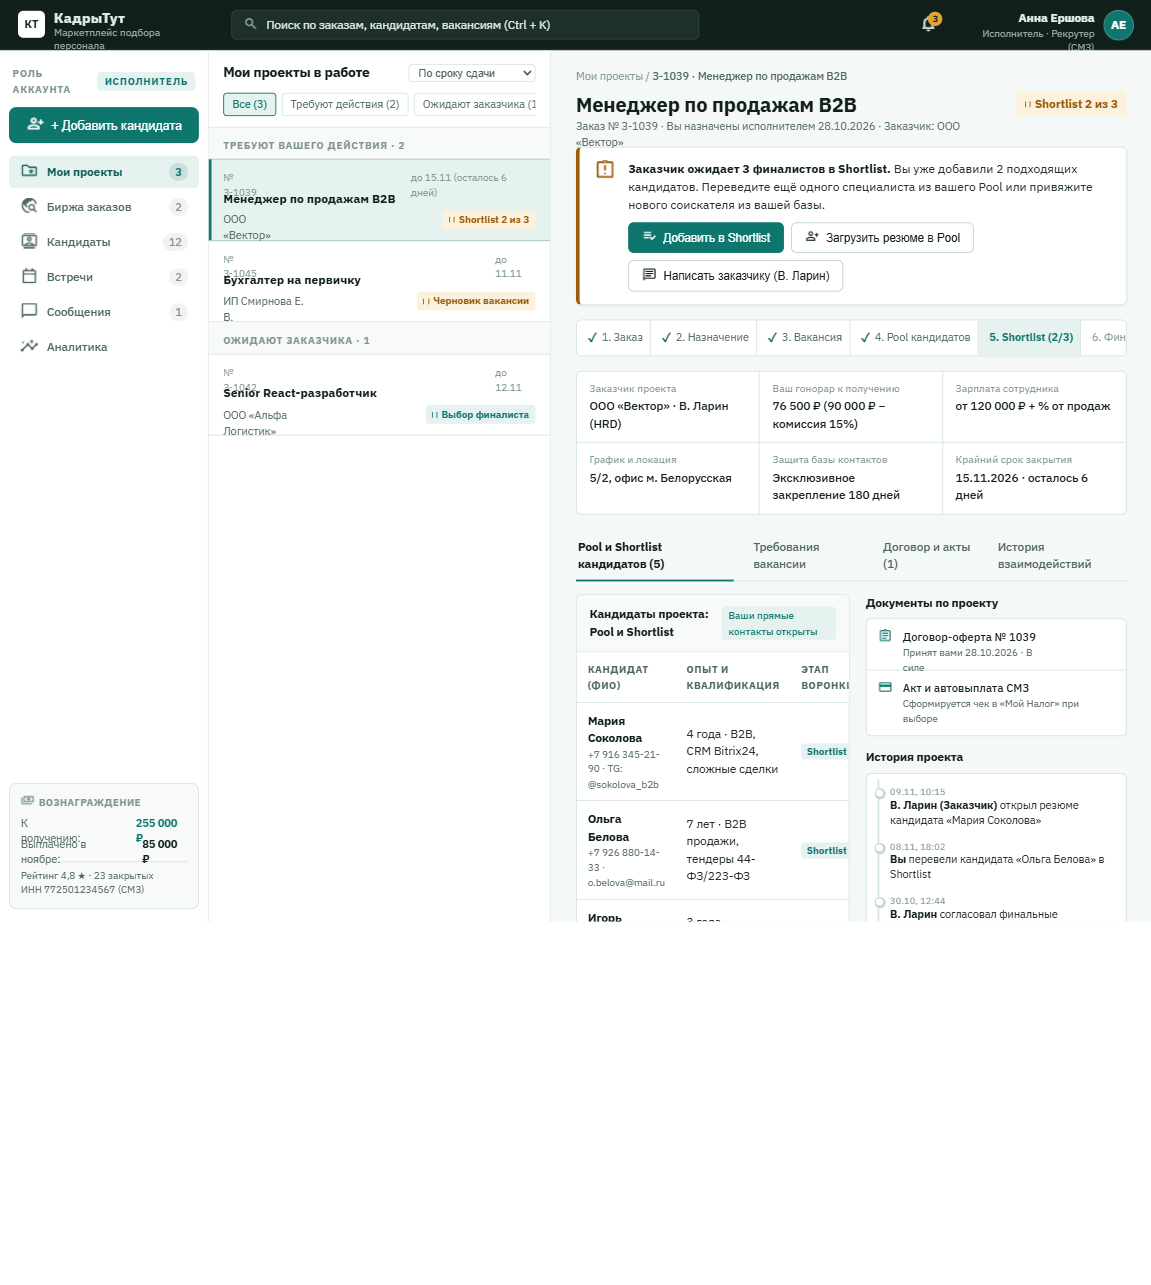 КТ
КадрыТут
Маркетплейс подбора
персонала
Поиск по заказам, кандидатам, вакансиям (Ctrl + K)
3
Анна Ершова
Исполнитель · Рекрутер
(СМЗ)
АЕ
РОЛЬ
АККАУНТА
ИСПОЛНИТЕЛЬ
+ Добавить кандидата
Мои проекты
3
Биржа заказов
2
Кандидаты
12
Встречи
2
Сообщения
1
Аналитика
ВОЗНАГРАЖДЕНИЕ
К
получению:
255 000
₽
Выплачено в
ноябре:
85 000
₽
Рейтинг 4,8 ★ · 23 закрытых
ИНН 772501234567 (СМЗ)
Мои проекты в работе
По сроку сдачи
Все (3)
Требуют действия (2)
Ожидают заказчика (1
ТРЕБУЮТ ВАШЕГО ДЕЙСТВИЯ · 2
№
З-1039
до 15.11 (осталось 6
дней)
Менеджер по продажам B2B
ООО
«Вектор»
Shortlist 2 из 3
№
З-1045
до
11.11
Бухгалтер на первичку
ИП Смирнова Е.
В.
Черновик вакансии
ОЖИДАЮТ ЗАКАЗЧИКА · 1
№
З-1042
до
12.11
Senior React-разработчик
ООО «Альфа
Логистик»
Выбор финалиста
Мои проекты / З-1039 · Менеджер по продажам B2B
Менеджер по продажам B2B
Shortlist 2 из 3
Заказ № З-1039 · Вы назначены исполнителем 28.10.2026 · Заказчик: ООО
«Вектор»
Заказчик ожидает 3 финалистов в Shortlist. Вы уже добавили 2 подходящих
кандидатов. Переведите ещё одного специалиста из вашего Pool или привяжите
нового соискателя из вашей базы.
Добавить в Shortlist
Загрузить резюме в Pool
Написать заказчику (В. Ларин)
1. Заказ
2. Назначение
3. Вакансия
4. Pool кандидатов
5. Shortlist (2/3)
6. Фин
Заказчик проекта
ООО «Вектор» · В. Ларин
(HRD)
Ваш гонорар к получению
76 500 ₽ (90 000 ₽ –
комиссия 15%)
Зарплата сотрудника
от 120 000 ₽ + % от продаж
График и локация
5/2, офис м. Белорусская
Защита базы контактов
Эксклюзивное
закрепление 180 дней
Крайний срок закрытия
15.11.2026 · осталось 6
дней
Pool и Shortlist
кандидатов (5)
Требования
вакансии
Договор и акты
(1)
История
взаимодействий
Кандидаты проекта:
Pool и Shortlist
Ваши прямые
контакты открыты
КАНДИДАТ
(ФИО)
ОПЫТ И
КВАЛИФИКАЦИЯ
ЭТАП
ВОРОНКИ
Мария
Соколова
+7 916 345-21-
90 · TG:
@sokolova_b2b
4 года · B2B,
CRM Bitrix24,
сложные сделки
Shortlist
Ольга
Белова
+7 926 880-14-
33 ·
o.belova@mail.ru
7 лет · B2B
продажи,
тендеры 44-
ФЗ/223-ФЗ
Shortlist
Игорь
3 года
Документы по проекту
Договор-оферта № 1039
Принят вами 28.10.2026 · В
силе
Акт и автовыплата СМЗ
Сформируется чек в «Мой Налог» при
выборе
История проекта
09.11, 10:15
В. Ларин (Заказчик) открыл резюме
кандидата «Мария Соколова»
08.11, 18:02
Вы перевели кандидата «Ольга Белова» в
Shortlist
30.10, 12:44
В. Ларин согласовал финальные